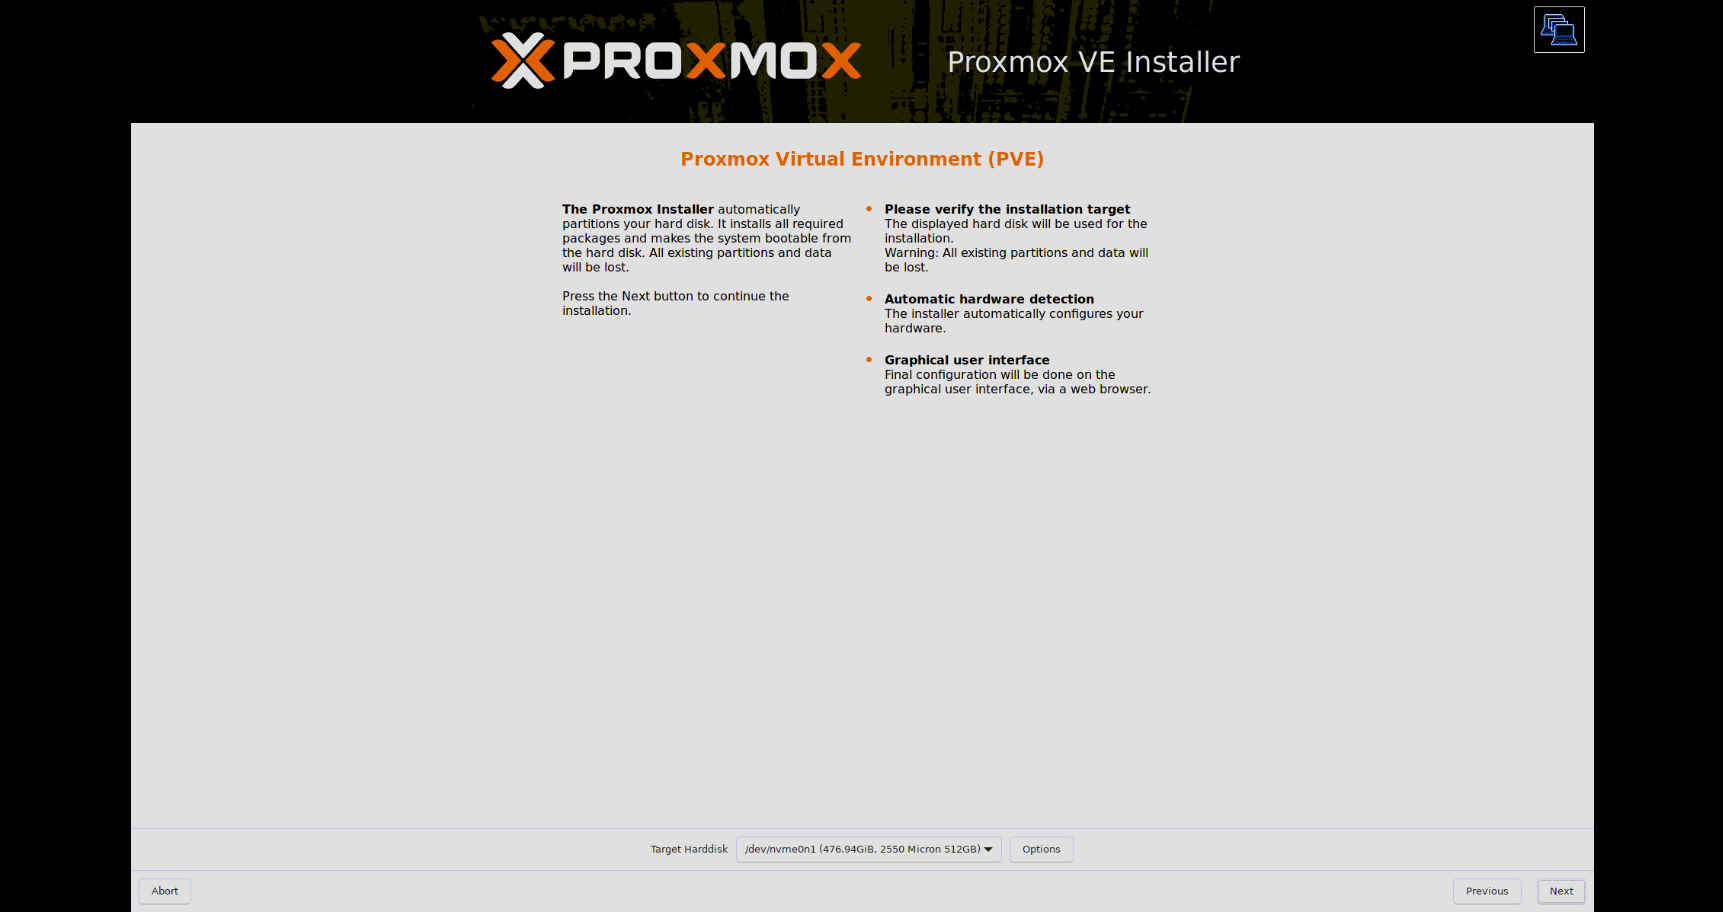 PROXMOX
Proxmox VE Installer
Proxmox Virtual Environment (PVE)
The Proxmox Installer automatically
partitions your hard disk. It installs all required
packages and makes the system bootable from
the hard disk. All existing partitions and data
will be lost.
Press the Next button to continue the
installation.
Please verify the installation target
The displayed hard disk will be used for the
installation.
Warning: All existing partitions and data will
be lost.
Automatic hardware detection
The installer automatically configures your
hardware.
Graphical user interface
Final configuration will be done on the
graphical user interface, via a web browser.
Target Harddisk /dev/nvme0n1 (476.94GiB, 2550 Micron 512GB) Options
Abort Previous Next